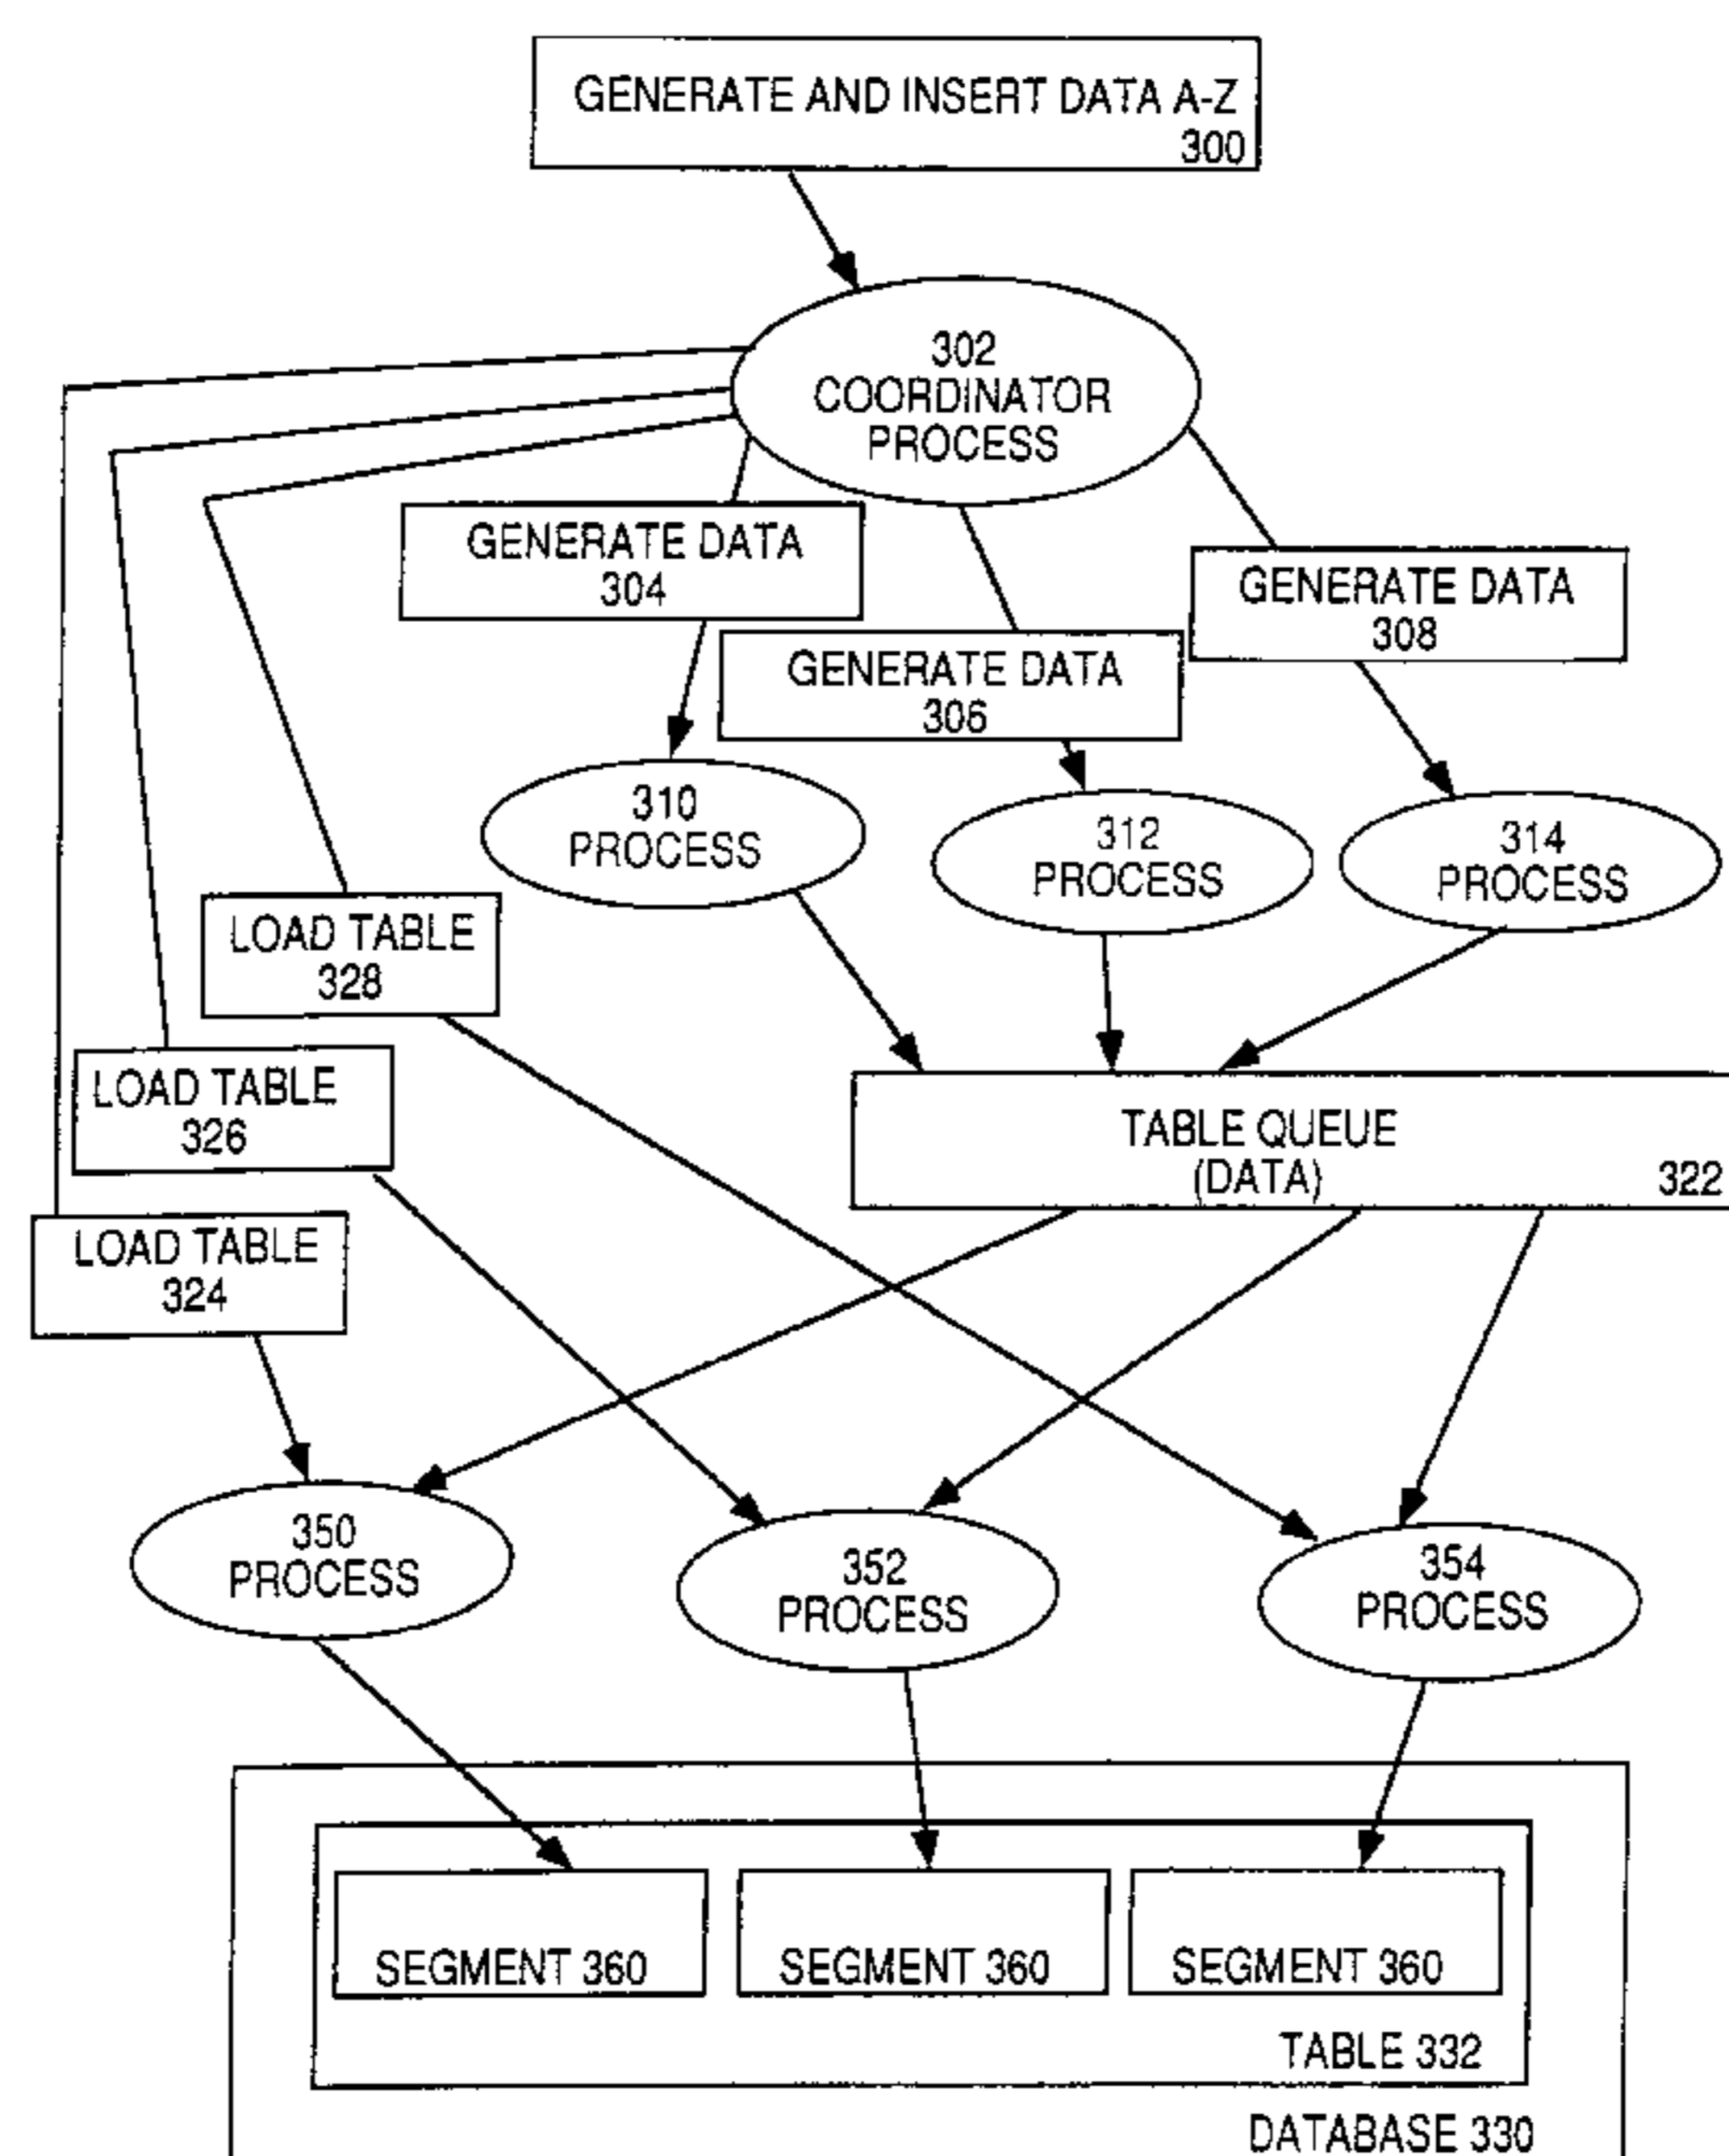 GENERATE AND INSERT DATA A-Z
300
302
COORDINATOR
PROCESS
GENERATE DATA
304
GENERATE DATA
308
GENERATE DATA
306
310
PROCESS
312
PROCESS
314
PROCESS
LOAD TABLE
328
LOAD TABLE
326
TABLE QUEUE
(DATA)
322
LOAD TABLE
324
350
PROCESS
352
PROCESS
354
PROCESS
SEGMENT 360
SEGMENT 360
SEGMENT 360
TABLE 332
DATABASE 330